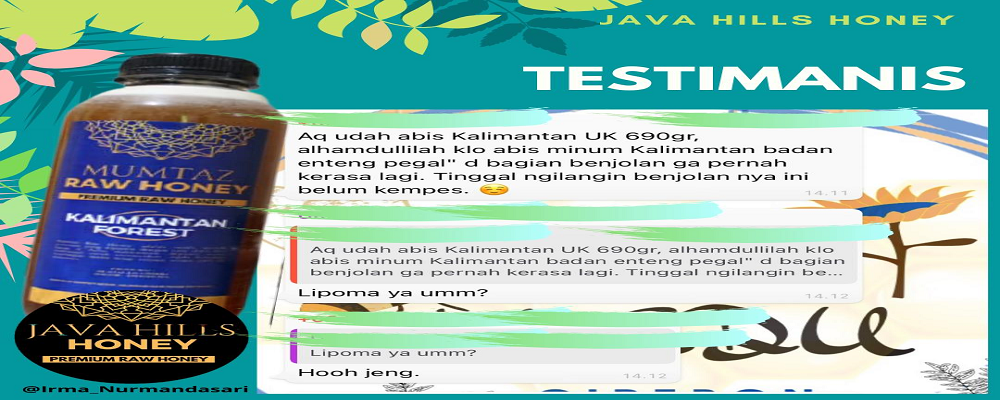 JAVA HILLS HONEY
TESTIMANIS
Aq udah abis Kalimantan UK 690gr,
alhamdullilah klo abis minum Kalimantan badan
enteng pegal" d bagian benjolan ga pernah
kerasa lagi. Tinggal ngilangin benjolan nya ini
belum kempes.
14.11
Aq udah abis Kalimantan UK 690gr, alhamdullilah klo
abis minum Kalimantan badan enteng pegal" d bagian
benjolan ga pernah kerasa lagi. Tinggal ngilangin be...
Lipoma ya umm?
14.12
Lipoma ya umm?
Hooh jeng.
14.12
MUMTAZ
RAW HONEY
PREMIUM RAW HONEY
KALIMANTAN
FOREST
JAVA HILLS
HONEY
PREMIUM RAW HONEY
@Irma_Nurmandasari